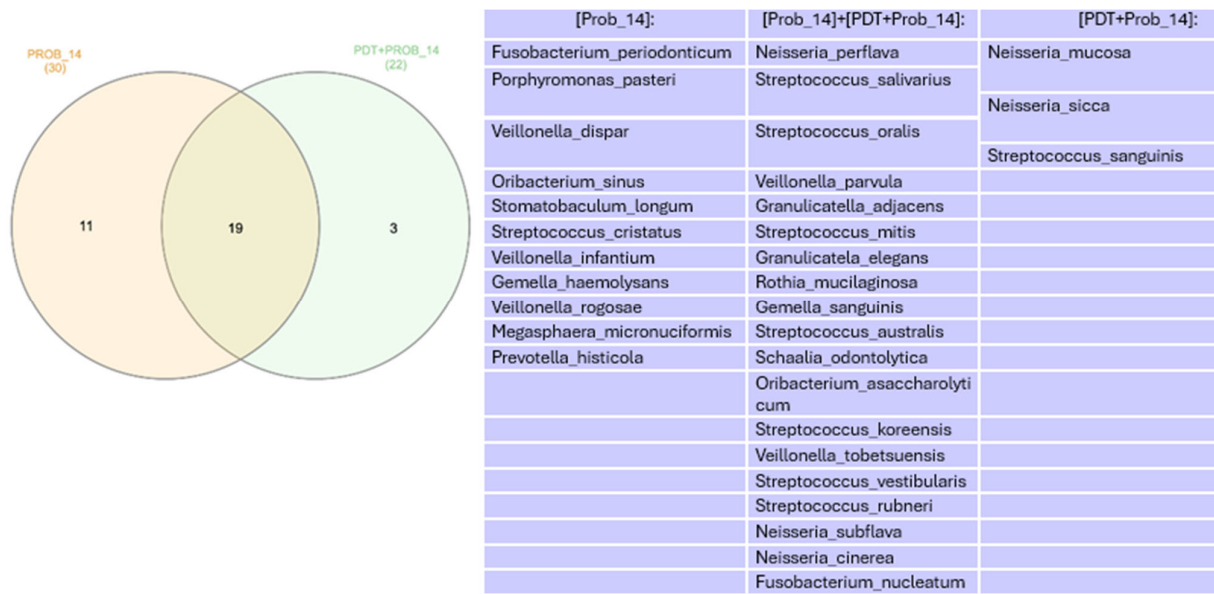 PROB_14
(30)
PDT+PROB_14
(22)
11
19
3
[Prob_14]:
[Prob_14]+[PDT+Prob_14]:
[PDT+Prob_14]:
Fusobacterium_periodonticum
Neisseria_perflava
Neisseria_mucosa
Porphyromonas_pasteri
Streptococcus_salivarius
Neisseria_sicca
Veillonella_dispar
Streptococcus_oralis
Streptococcus_sanguinis
Oribacterium_sinus
Veillonella_parvula
Stomatobaculum_longum
Granulicatella_adjacens
Streptococcus_cristatus
Streptococcus_mitis
Veillonella_infantium
Granulicatela_elegans
Gemella_haemolysans
Rothia_mucilaginosa
Veillonella_rogosae
Gemella_sanguinis
Megasphaera_micronuciformis
Streptococcus_australis
Prevotella_histicola
Schaalia_odontolytica
Oribacterium_asaccharolyti
cum
Streptococcus_koreensis
Veillonella_tobetsuensis
Streptococcus_vestibularis
Streptococcus_rubneri
Neisseria_subflava
Neisseria_cinerea
Fusobacterium_nucleatum